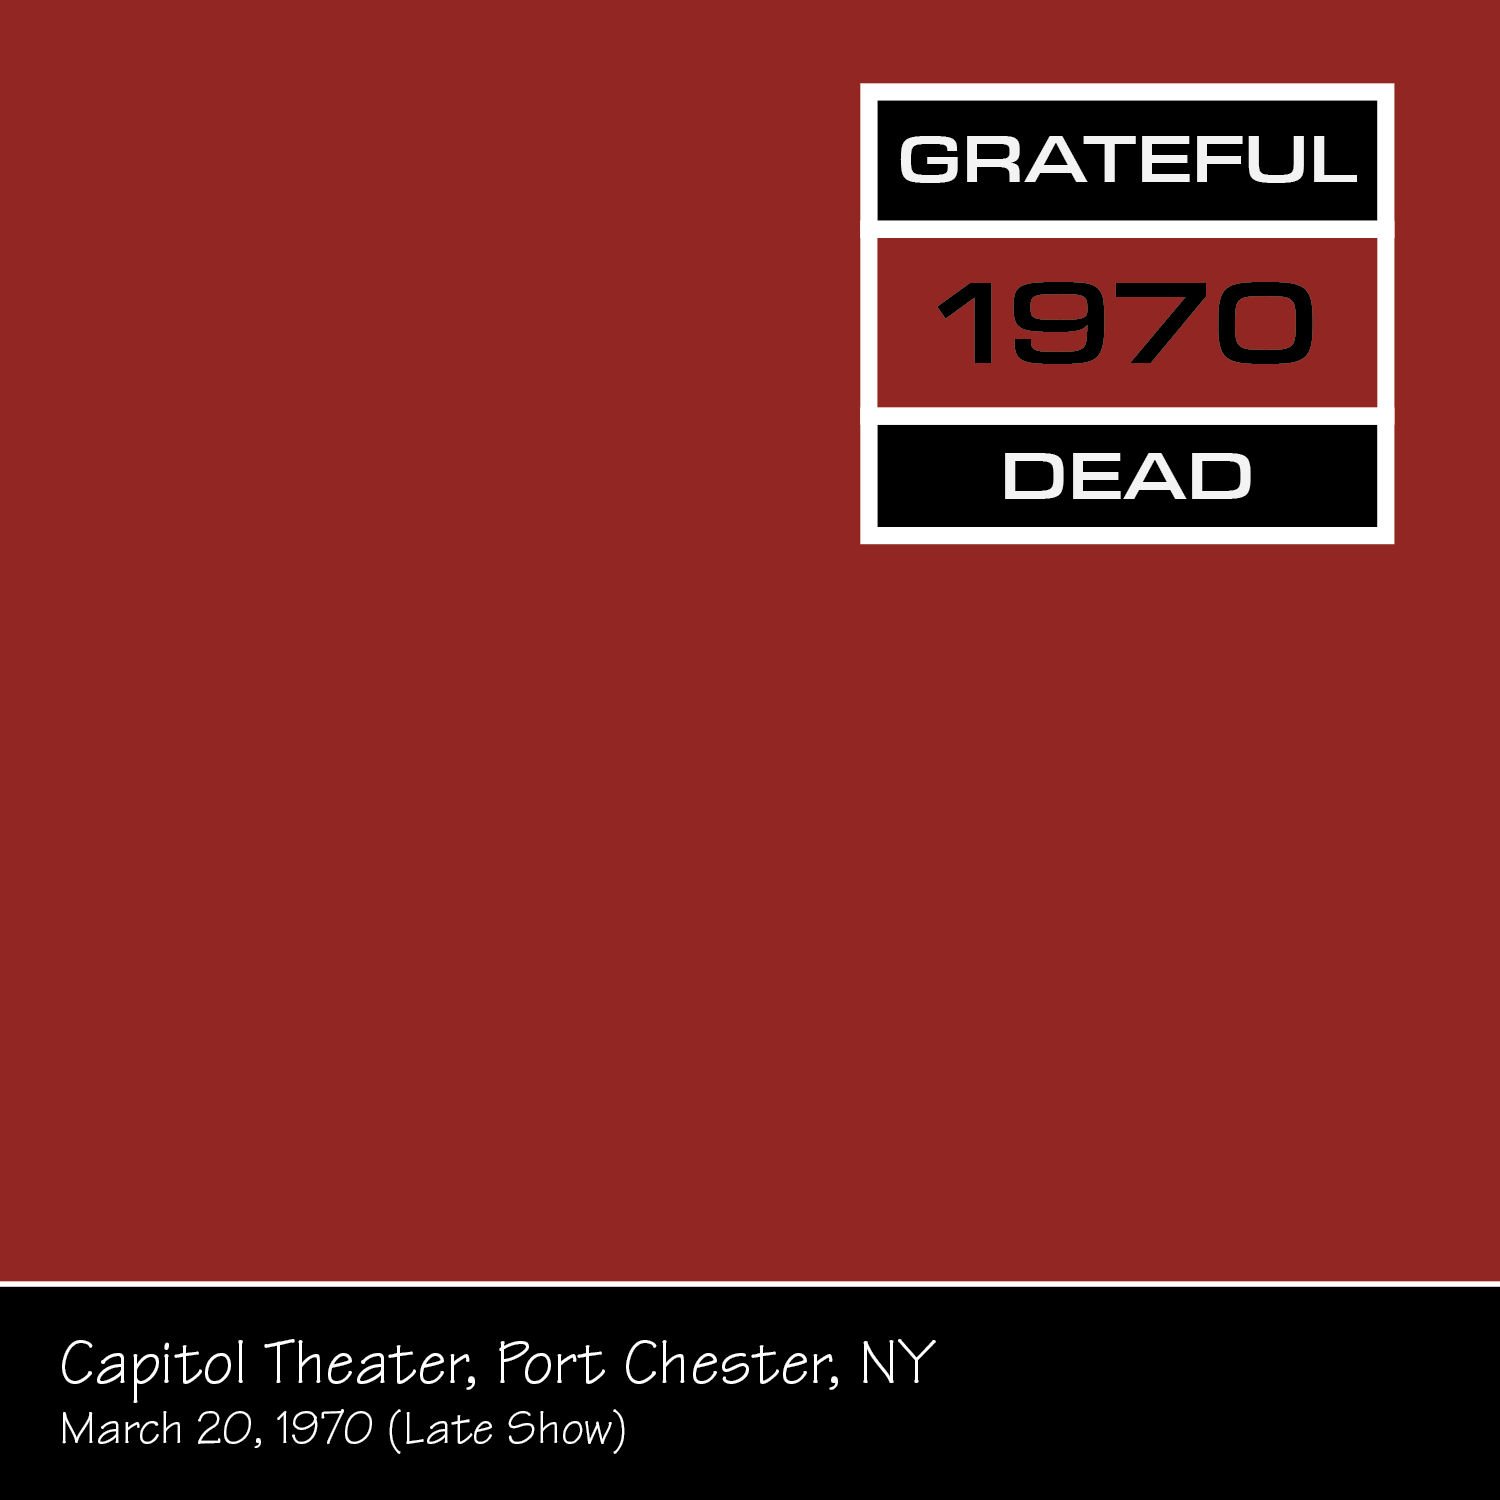 GRATEFUL
1970
DEAD
Capitol Theater, Port Chester, NY
March 20, 1970 (Late Show)